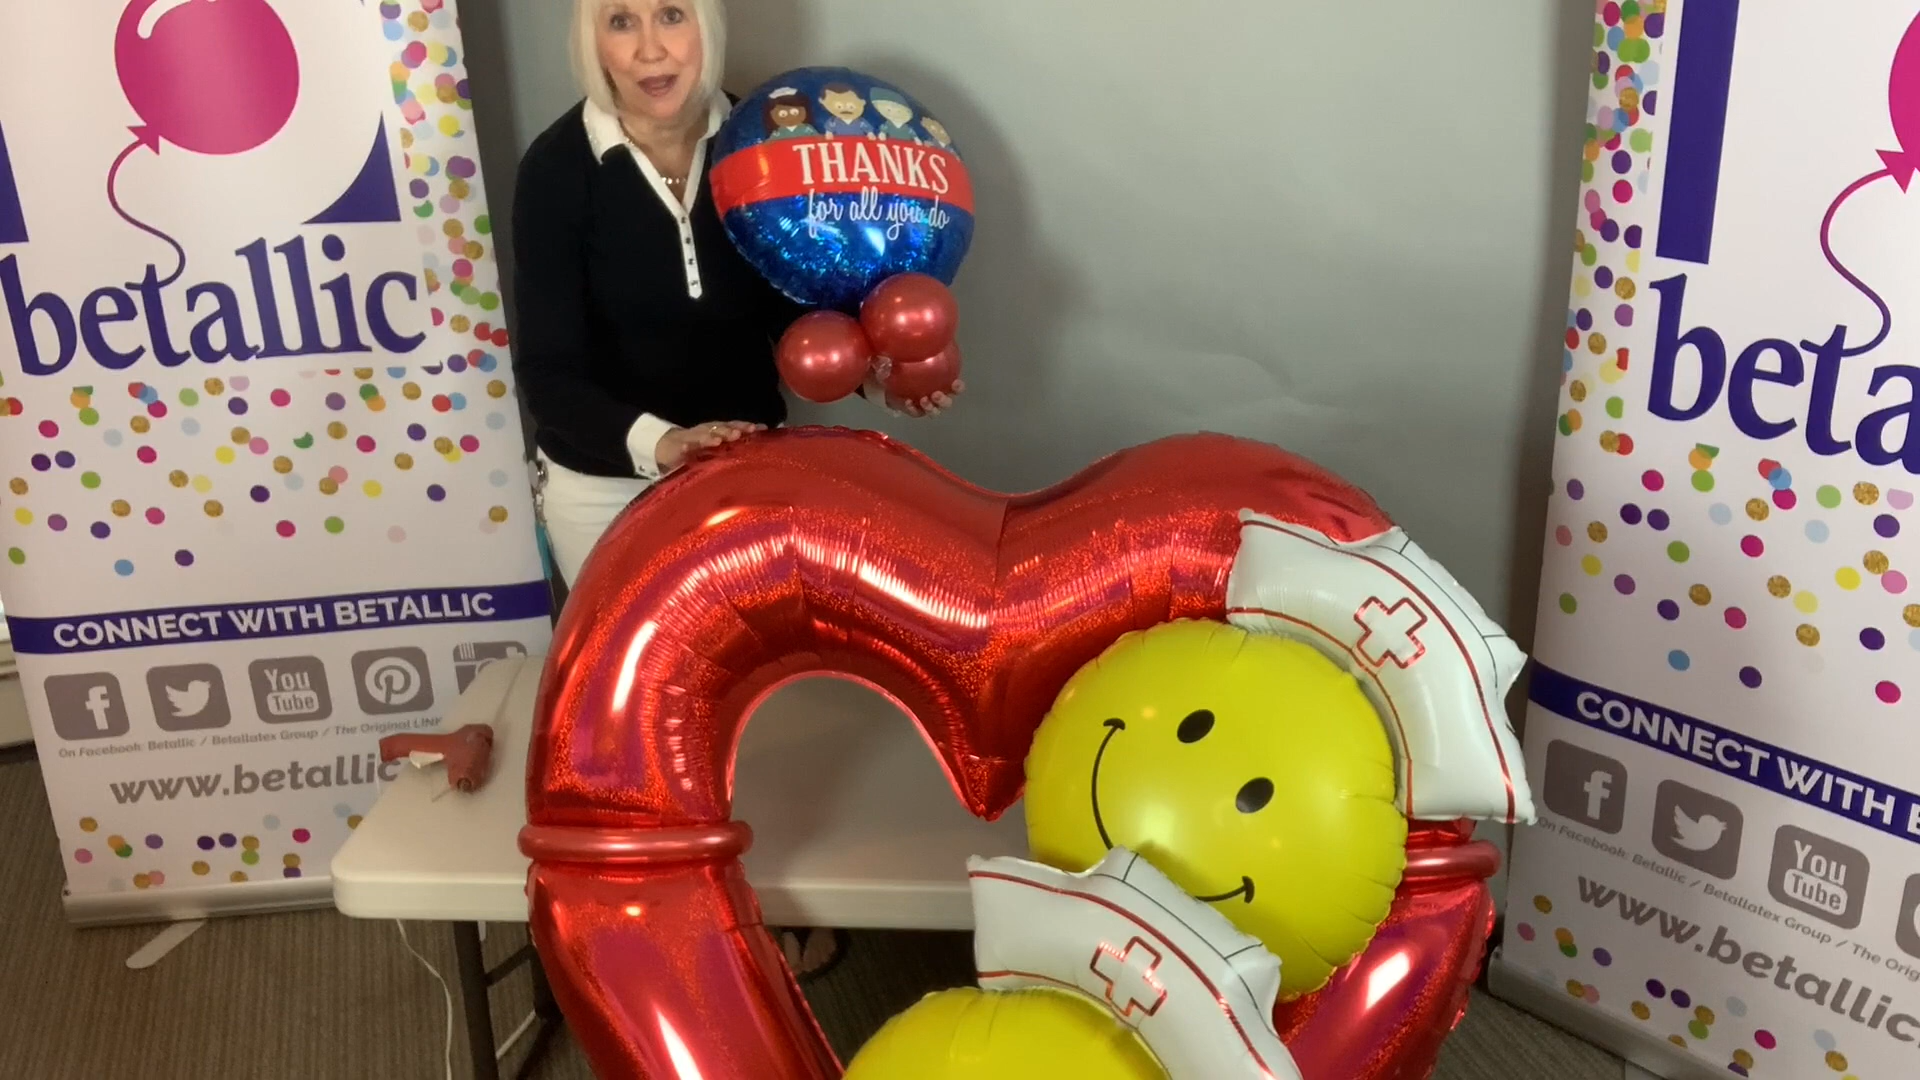 betallic
CONNECT WITH BETALLIC
You
Tube
On Facebook: Betallic / Betallatex Group / The Original LINK
www.betallic
THANKS
for all you do
beta
CONNECT WITH
You
Tube
On Facebook: Betallic / Betallatex Group / The Orig
www.betallic.